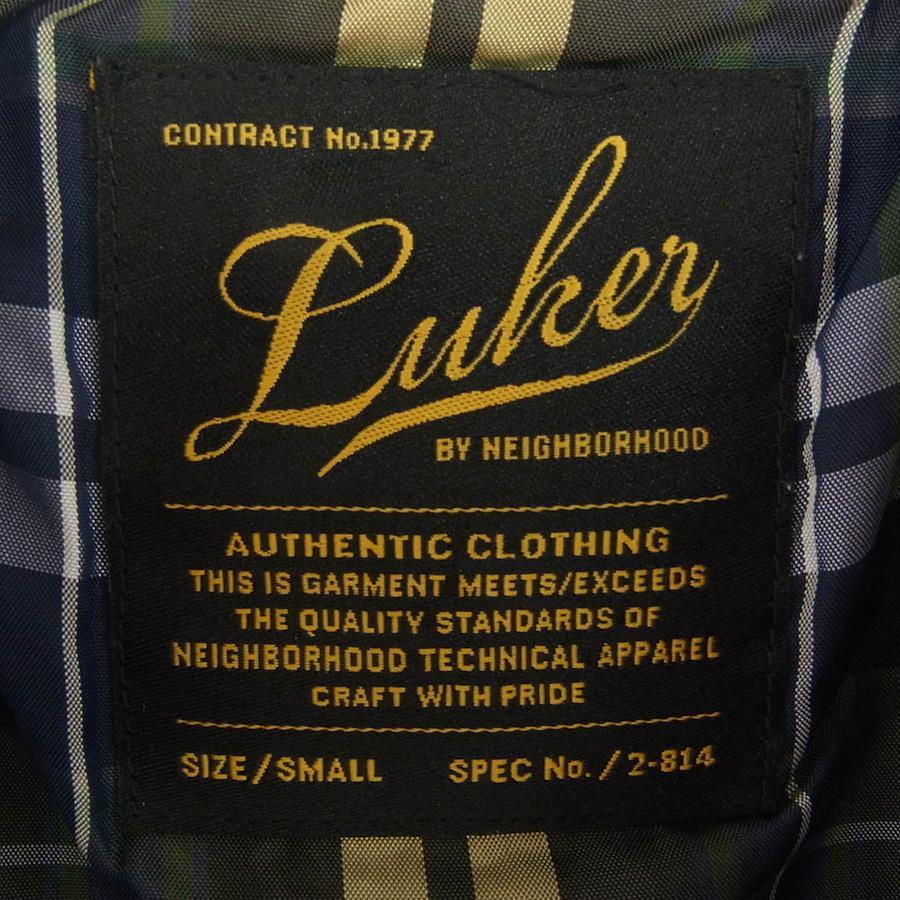 CONTRACT No.1977
Luker
BY NEIGHBORHOOD
AUTHENTIC CLOTHING
THIS IS GARMENT MEETS/EXCEEDS
THE QUALITY STANDARDS OF
NEIGHBORHOOD TECHNICAL APPAREL
CRAFT WITH PRIDE
SIZE/SMALL SPEC No./2-814